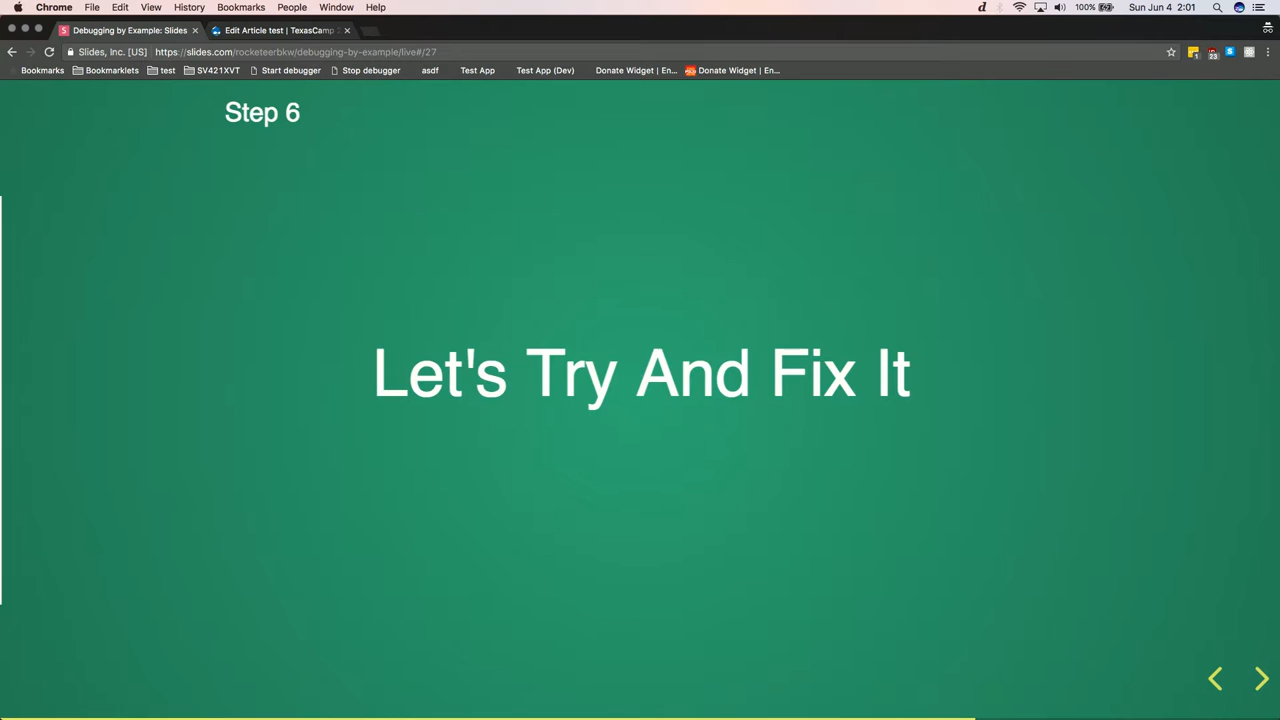 Chrome File Edit View History Bookmarks People Window Help
100% Sun Jun 4 2:01
Debugging by Example: Slides
Edit Article test | TexasCamp
Slides, Inc. [US] https://slides.com/rocketeerbkw/debugging-by-example/live#/27
1 23
Bookmarks Bookmarklets test SV421XVT Start debugger Stop debugger asdf Test App Test App (Dev) Donate Widget | En... Donate Widget | En...
Step 6
Let's Try And Fix It